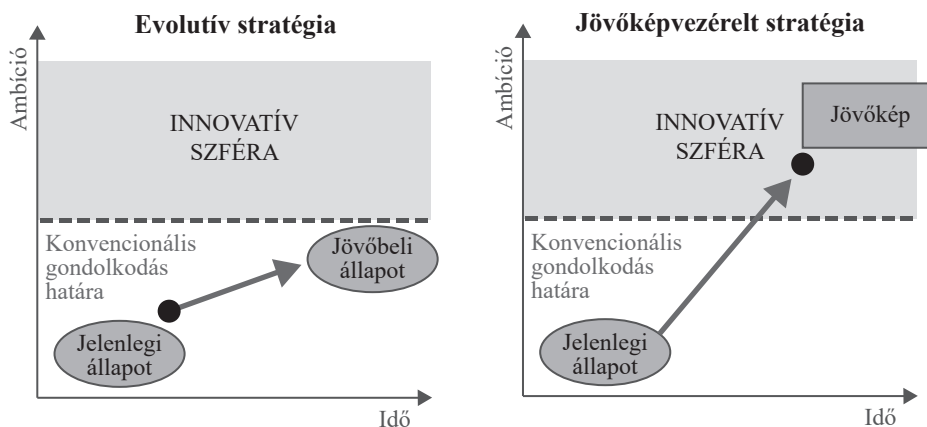 Evolutív stratégia
Ambíció
INNOVATÍV
SZFÉRA
Konvencionális
gondolkodás
határa
Jövőbeli
állapot
Jelenlegi
állapot
Idő
Jövőképvezérelt stratégia
Ambíció
INNOVATÍV
SZFÉRA
Jövőkép
Konvencionális
gondolkodás
határa
Jelenlegi
állapot
Idő